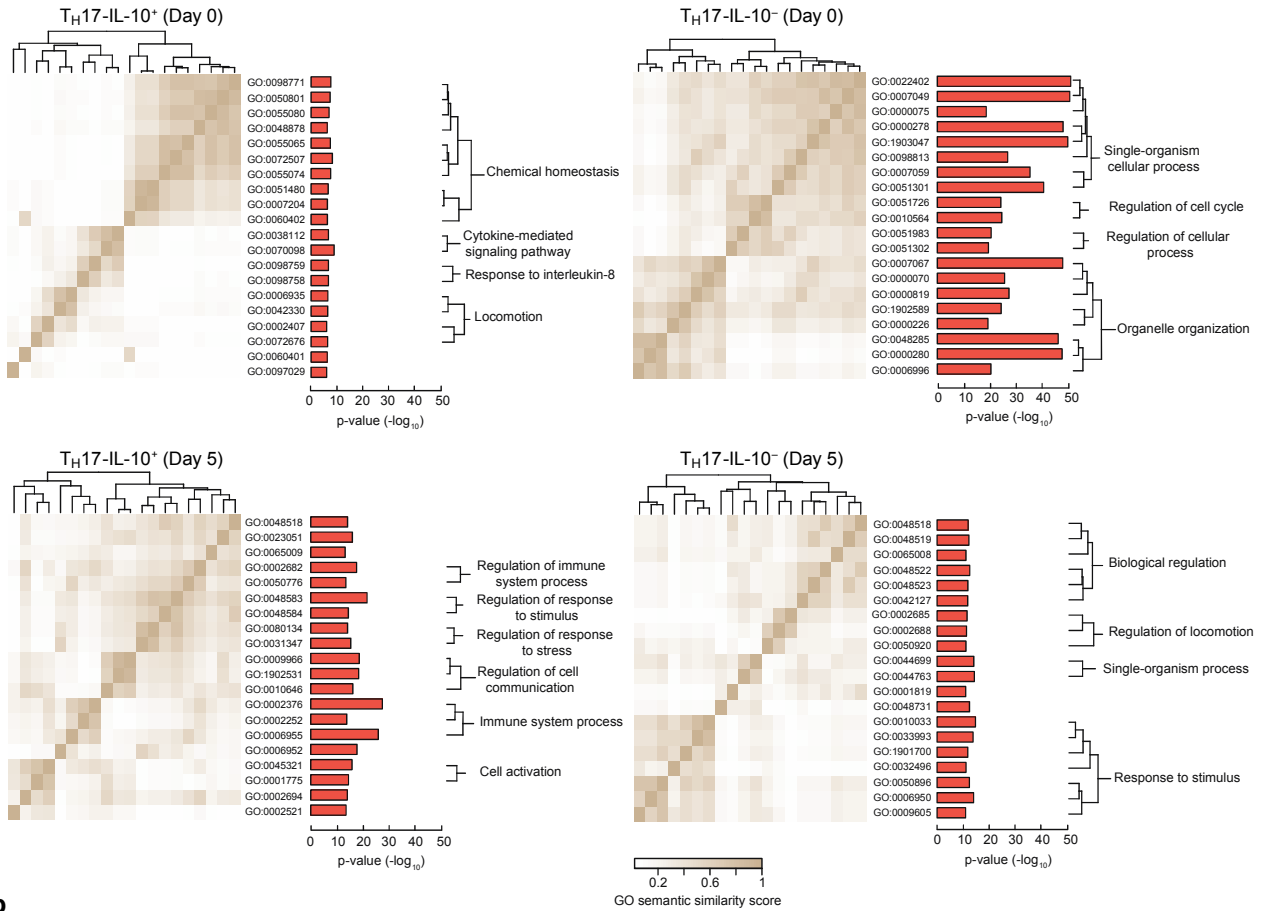 TH17-IL-10+ (Day 0)
GO:0098771
GO:0050801
GO:0055080
GO:0048878
GO:0055065
GO:0072507
GO:0055074
GO:0051480
GO:0007204
GO:0060402
GO:0038112
GO:0070098
GO:0098759
GO:0098758
GO:0006935
GO:0042330
GO:0002407
GO:0072676
GO:0060401
GO:0097029
Chemical homeostasis
Cytokine-mediated
signaling pathway
Response to interleukin-8
Locomotion
0 10 20 30 40 50
p-value (-log10)
TH17-IL-10− (Day 0)
GO:0022402
GO:0007049
GO:0000075
GO:0000278
GO:1903047
GO:0098813
GO:0007059
GO:0051301
GO:0051726
GO:0010564
GO:0051983
GO:0051302
GO:0007067
GO:0000070
GO:0000819
GO:1902589
GO:0000226
GO:0048285
GO:0000280
GO:0006996
Single-organism
cellular process
Regulation of cell cycle
Regulation of cellular
process
Organelle organization
0 10 20 30 40 50
p-value (-log10)
TH17-IL-10+ (Day 5)
GO:0048518
GO:0023051
GO:0065009
GO:0002682
GO:0050776
GO:0048583
GO:0048584
GO:0080134
GO:0031347
GO:0009966
GO:1902531
GO:0010646
GO:0002376
GO:0002252
GO:0006955
GO:0006952
GO:0045321
GO:0001775
GO:0002694
GO:0002521
Regulation of immune
system process
Regulation of response
to stimulus
Regulation of response
to stress
Regulation of cell
communication
Immune system process
Cell activation
0 10 20 30 40 50
p-value (-log10)
TH17-IL-10− (Day 5)
GO:0048518
GO:0048519
GO:0065008
GO:0048522
GO:0048523
GO:0042127
GO:0002685
GO:0002688
GO:0050920
GO:0044699
GO:0044763
GO:0001819
GO:0048731
GO:0010033
GO:0033993
GO:1901700
GO:0032496
GO:0050896
GO:0006950
GO:0009605
Biological regulation
Regulation of locomotion
Single-organism process
Response to stimulus
0 10 20 30 40 50
p-value (-log10)
0.2 0.6 1
GO semantic similarity score